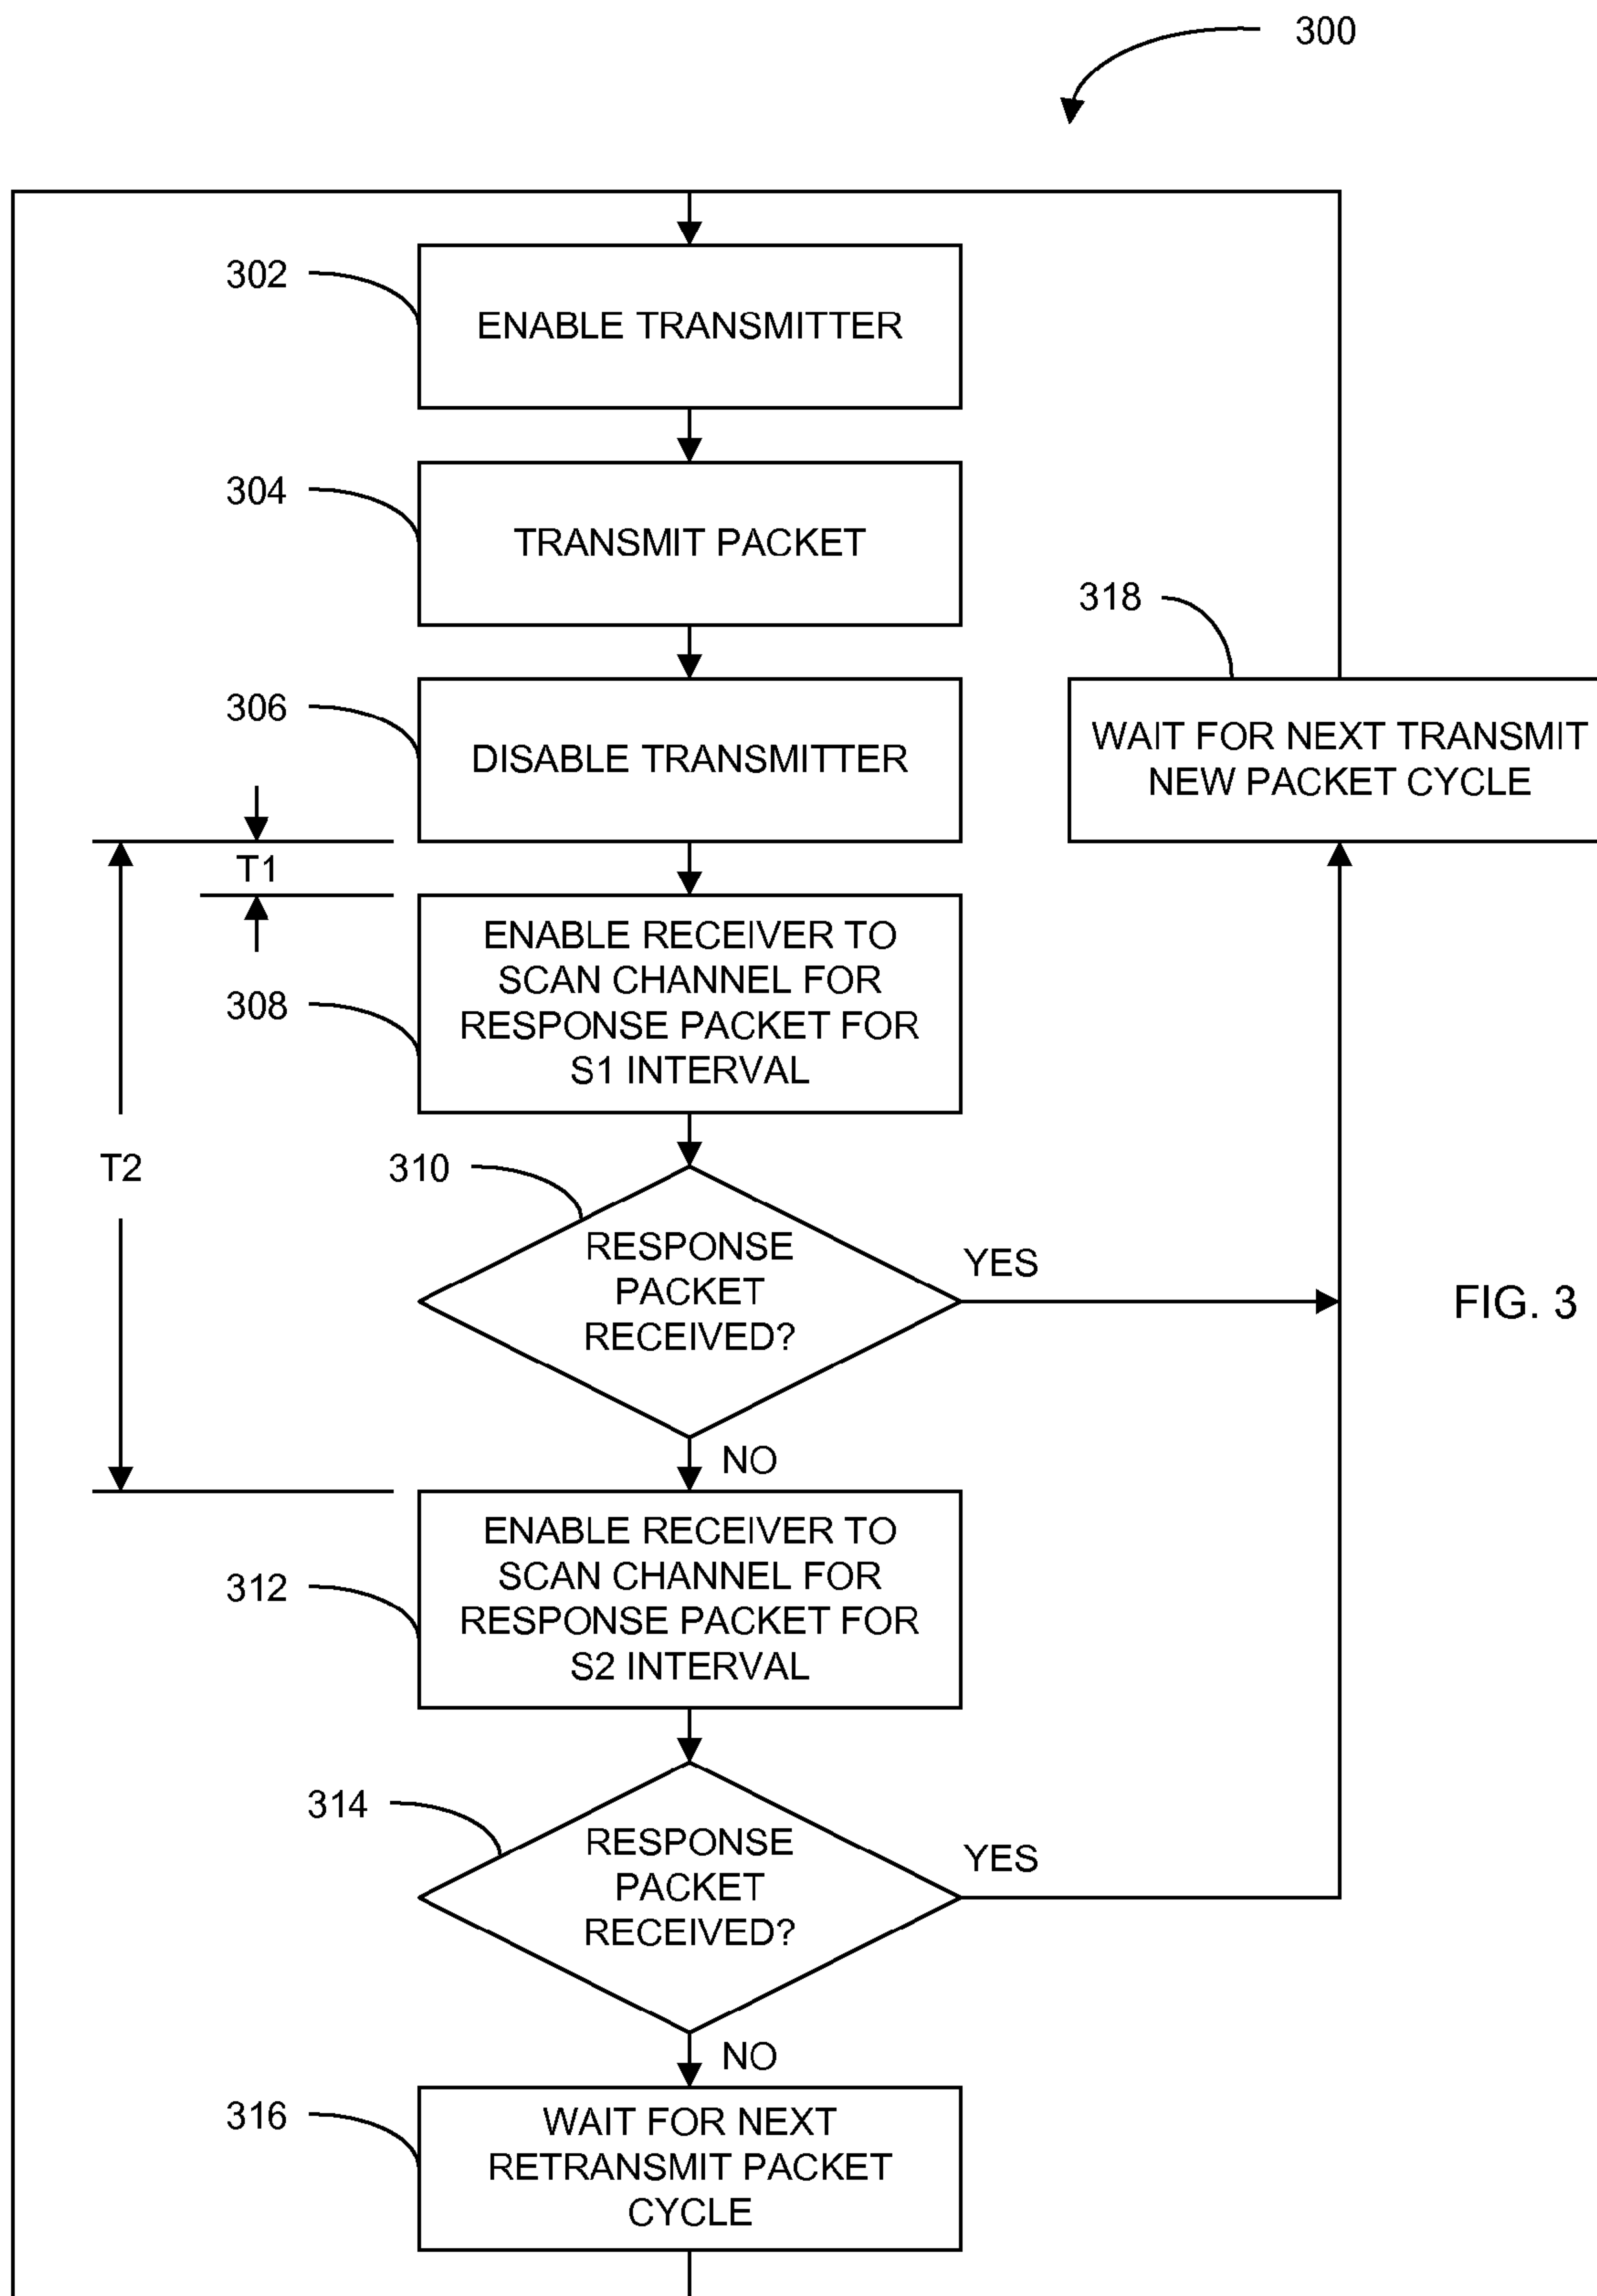 300
302
ENABLE TRANSMITTER
304
TRANSMIT PACKET
318
306
DISABLE TRANSMITTER
WAIT FOR NEXT TRANSMIT
NEW PACKET CYCLE
T1
308
ENABLE RECEIVER TO
SCAN CHANNEL FOR
RESPONSE PACKET FOR
S1 INTERVAL
T2
310
RESPONSE
PACKET
RECEIVED?
YES
FIG. 3
NO
312
ENABLE RECEIVER TO
SCAN CHANNEL FOR
RESPONSE PACKET FOR
S2 INTERVAL
314
RESPONSE
PACKET
RECEIVED?
YES
NO
316
WAIT FOR NEXT
RETRANSMIT PACKET
CYCLE